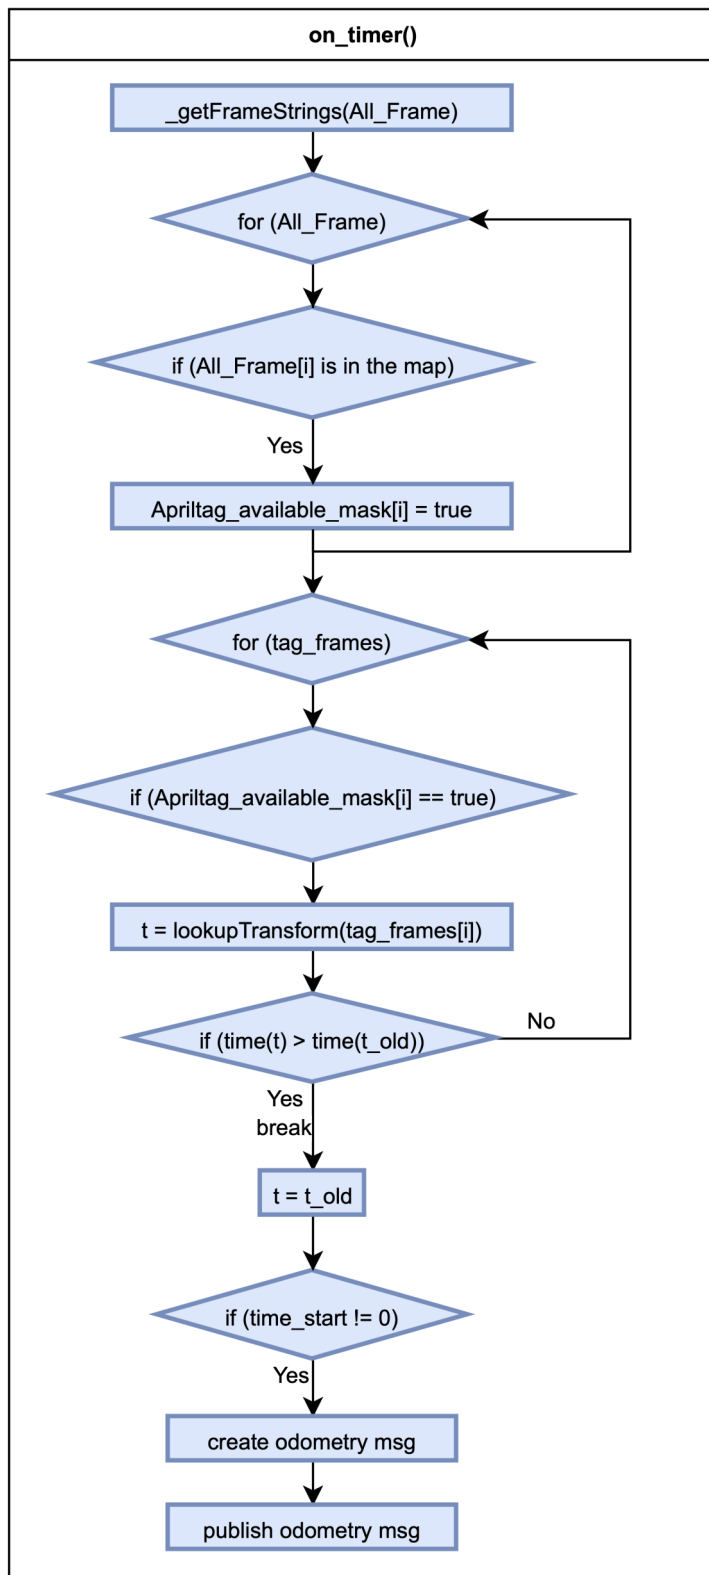 on_timer()
_getFrameStrings(All_Frame)
for (All_Frame)
if (All_Frame[i] is in the map)
Yes
Apriltag_available_mask[i] = true
for (tag_frames)
if (Apriltag_available_mask[i] == true)
t = lookupTransform(tag_frames[i])
if (time(t) > time(t_old))
No
Yes
break
t = t_old
if (time_start != 0)
Yes
create odometry msg
publish odometry msg